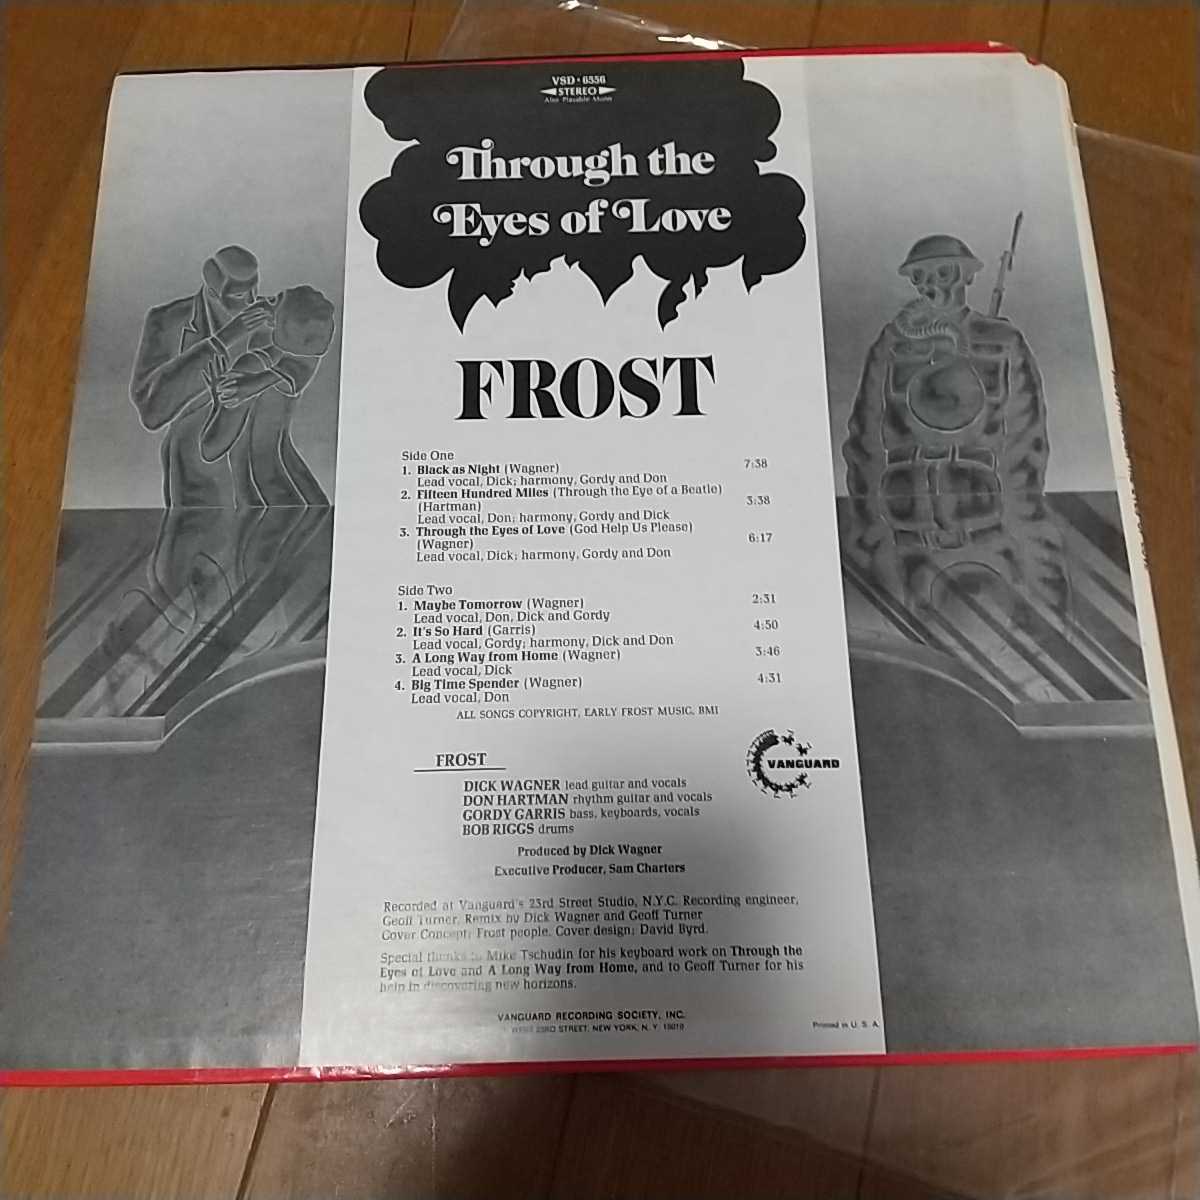 VSD·6556
STEREO
Also Playable Mono
Through the
Eyes of Love
FROST
Side One
1. Black as Night (Wagner) 7:38
Lead vocal, Dick; harmony, Gordy and Don
2. Fifteen Hundred Miles (Through the Eye of a Beatle)
(Hartman) 3:38
Lead vocal, Don; harmony, Gordy and Dick
3. Through the Eyes of Love (God Help Us Please)
(Wagner) 6:17
Lead vocal, Dick; harmony, Gordy and Don
Side Two
1. Maybe Tomorrow (Wagner) 2:31
Lead vocal, Don, Dick and Gordy
2. It's So Hard (Garris) 4:50
Lead vocal, Gordy; harmony, Dick and Don
3. A Long Way from Home (Wagner) 3:46
Lead vocal, Dick
4. Big Time Spender (Wagner) 4:31
Lead vocal, Don
ALL SONGS COPYRIGHT, EARLY FROST MUSIC, BMI
VANGUARD
FROST
DICK WAGNER lead guitar and vocals
DON HARTMAN rhythm guitar and vocals
GORDY GARRIS bass, keyboards, vocals
BOB RIGGS drums
Produced by Dick Wagner
Executive Producer, Sam Charters
Recorded at Vanguard's 23rd Street Studio, N.Y.C. Recording engineer,
Geoff Turner. Remix by Dick Wagner and Geoff Turner
Cover Concept: Frost people. Cover design: David Byrd.
Special thanks to Mike Tschudin for his keyboard work on Through the
Eyes of Love and A Long Way from Home, and to Geoff Turner for his
help in discovering new horizons.
VANGUARD RECORDING SOCIETY, INC.
WEST 23RD STREET, NEW YORK, N. Y. 10010
Printed in U. S. A.